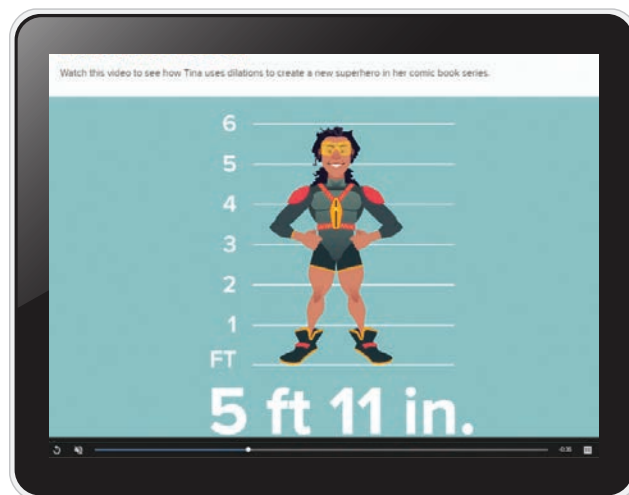 Watch this video to see how Tina uses dilations to create a new superhero in her comic book series.
6
5
4
3
2
1
FT
5 ft 11 in.